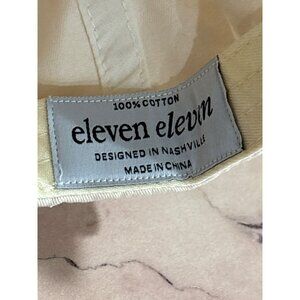 100% COTTON
eleven eleven
DESIGNED IN NASHVILLE
MADE IN CHINA